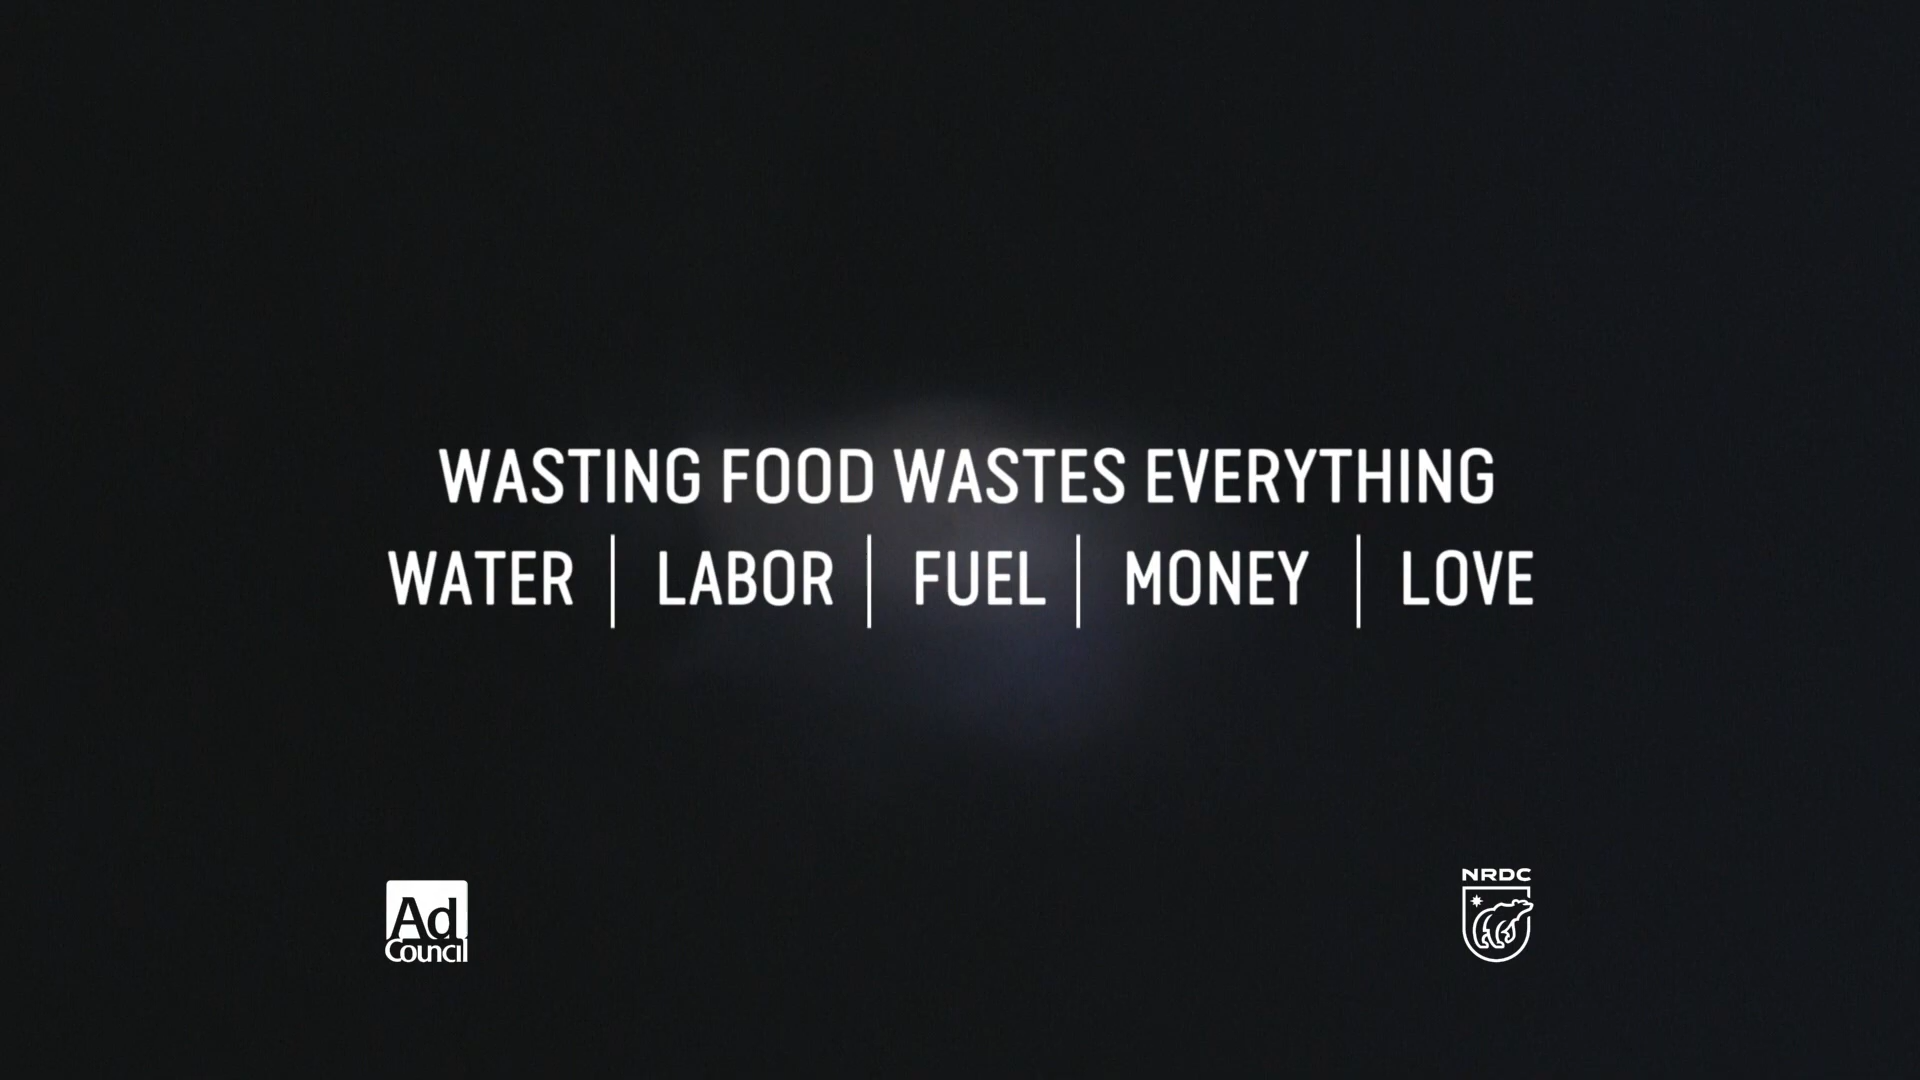 WASTING FOOD WASTES EVERYTHING
WATER | LABOR | FUEL | MONEY | LOVE
Ad
Council
NRDC